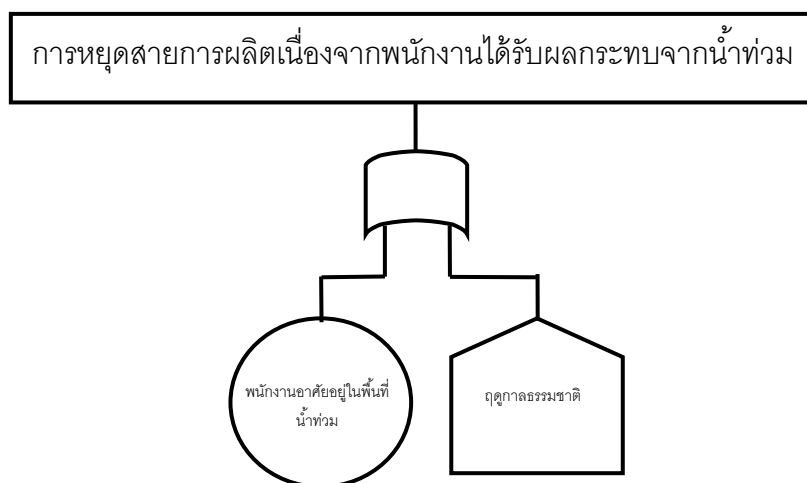 การหยุดสายการผลิตเนื่องจากพนักงานได้รับผลกระทบจากน้ำท่วม
พนักงานอาศัยอยู่ในพื้นที่
น้ำท่วม
ฤดูกาลธรรมชาติ